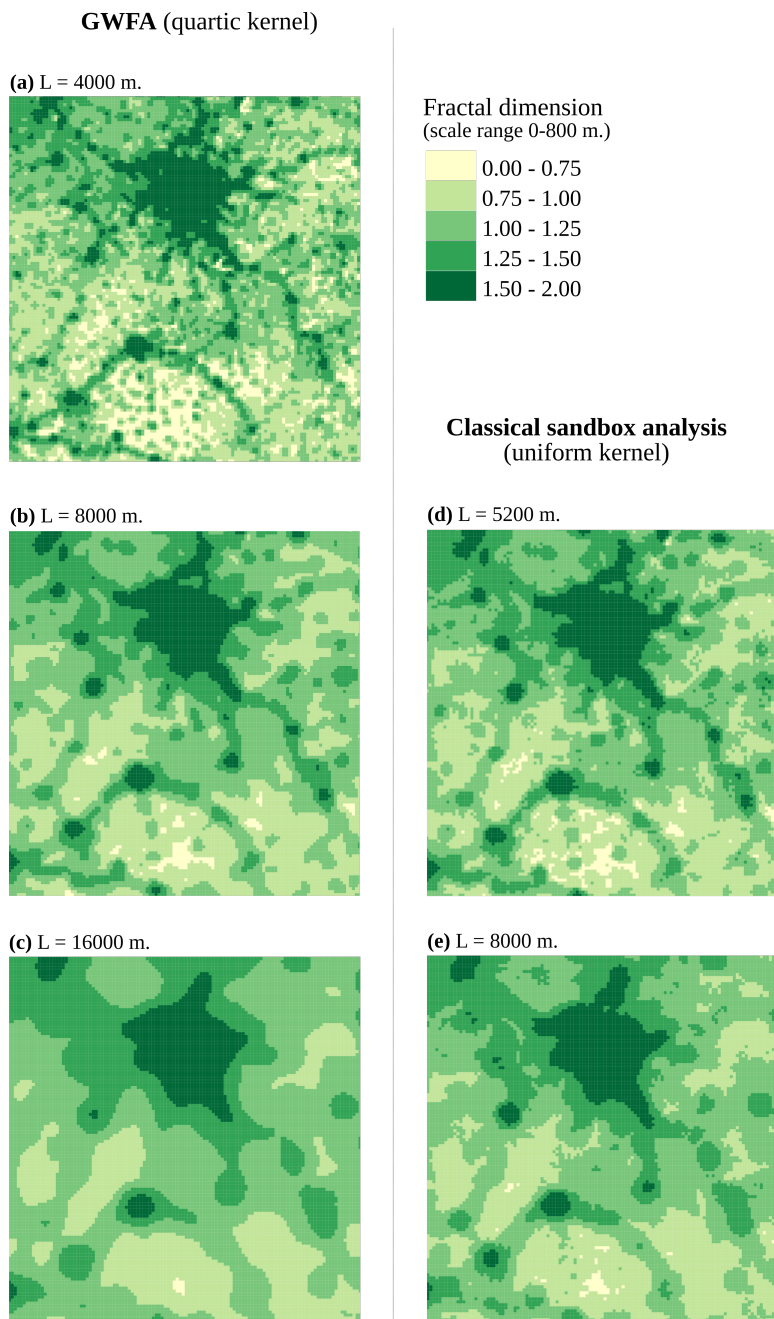 GWFA (quartic kernel)
(a) L = 4000 m.
Fractal dimension
(scale range 0-800 m.)
0.00 - 0.75
0.75 - 1.00
1.00 - 1.25
1.25 - 1.50
1.50 - 2.00
Classical sandbox analysis
(uniform kernel)
(b) L = 8000 m.
(d) L = 5200 m.
(c) L = 16000 m.
(e) L = 8000 m.